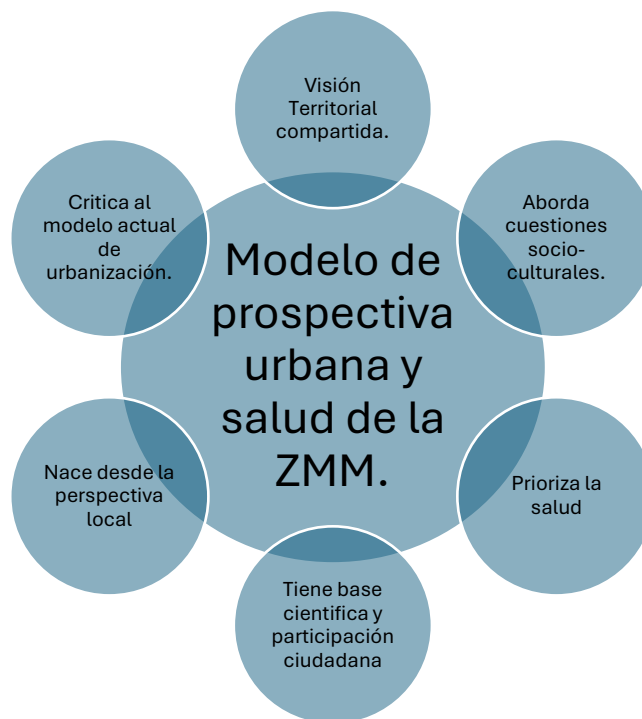 Visión
Territorial
compartida.
Critica al
modelo actual
de
urbanización.
Aborda
cuestiones
socio-
culturales.
Modelo de
prospectiva
urbana y
salud de la
ZMM.
Nace desde la
perspectiva
local
Prioriza la
salud
Tiene base
cientifica y
participación
ciudadana